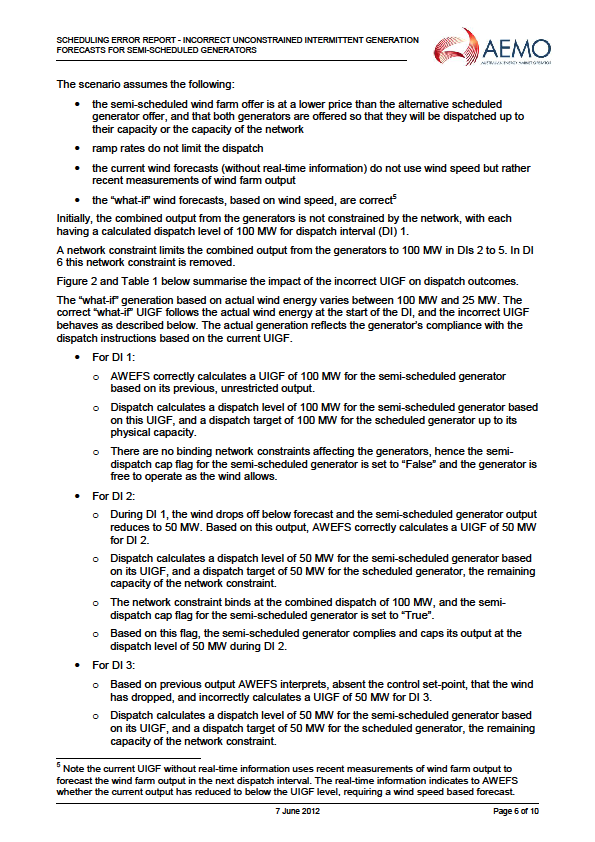 SCHEDULING ERROR REPORT - INCORRECT UNCONSTRAINED INTERMITTENT GENERATION
FORECASTS FOR SEMI-SCHEDULED GENERATORS
AEMO
AUSTRALIAN ENERGY MARKET OPERATOR
The scenario assumes the following:
• the semi-scheduled wind farm offer is at a lower price than the alternative scheduled
generator offer, and that both generators are offered so that they will be dispatched up to
their capacity or the capacity of the network
• ramp rates do not limit the dispatch
• the current wind forecasts (without real-time information) do not use wind speed but rather
recent measurements of wind farm output
• the “what-if” wind forecasts, based on wind speed, are correct5
Initially, the combined output from the generators is not constrained by the network, with each
having a calculated dispatch level of 100 MW for dispatch interval (DI) 1.
A network constraint limits the combined output from the generators to 100 MW in DIs 2 to 5. In DI
6 this network constraint is removed.
Figure 2 and Table 1 below summarise the impact of the incorrect UIGF on dispatch outcomes.
The “what-if” generation based on actual wind energy varies between 100 MW and 25 MW. The
correct “what-if” UIGF follows the actual wind energy at the start of the DI, and the incorrect UIGF
behaves as described below. The actual generation reflects the generator’s compliance with the
dispatch instructions based on the current UIGF.
• For DI 1:
o AWEFS correctly calculates a UIGF of 100 MW for the semi-scheduled generator
based on its previous, unrestricted output.
o Dispatch calculates a dispatch level of 100 MW for the semi-scheduled generator based
on this UIGF, and a dispatch target of 100 MW for the scheduled generator up to its
physical capacity.
o There are no binding network constraints affecting the generators, hence the semi-
dispatch cap flag for the semi-scheduled generator is set to “False” and the generator is
free to operate as the wind allows.
• For DI 2:
o During DI 1, the wind drops off below forecast and the semi-scheduled generator output
reduces to 50 MW. Based on this output, AWEFS correctly calculates a UIGF of 50 MW
for DI 2.
o Dispatch calculates a dispatch level of 50 MW for the semi-scheduled generator based
on its UIGF, and a dispatch target of 50 MW for the scheduled generator, the remaining
capacity of the network constraint.
o The network constraint binds at the combined dispatch of 100 MW, and the semi-
dispatch cap flag for the semi-scheduled generator is set to “True”.
o Based on this flag, the semi-scheduled generator complies and caps its output at the
dispatch level of 50 MW during DI 2.
• For DI 3:
o Based on previous output AWEFS interprets, absent the control set-point, that the wind
has dropped, and incorrectly calculates a UIGF of 50 MW for DI 3.
o Dispatch calculates a dispatch level of 50 MW for the semi-scheduled generator based
on its UIGF, and a dispatch target of 50 MW for the scheduled generator, the remaining
capacity of the network constraint.
5 Note the current UIGF without real-time information uses recent measurements of wind farm output to
forecast the wind farm output in the next dispatch interval. The real-time information indicates to AWEFS
whether the current output has reduced to below the UIGF level, requiring a wind speed based forecast.
7 June 2012 Page 6 of 10